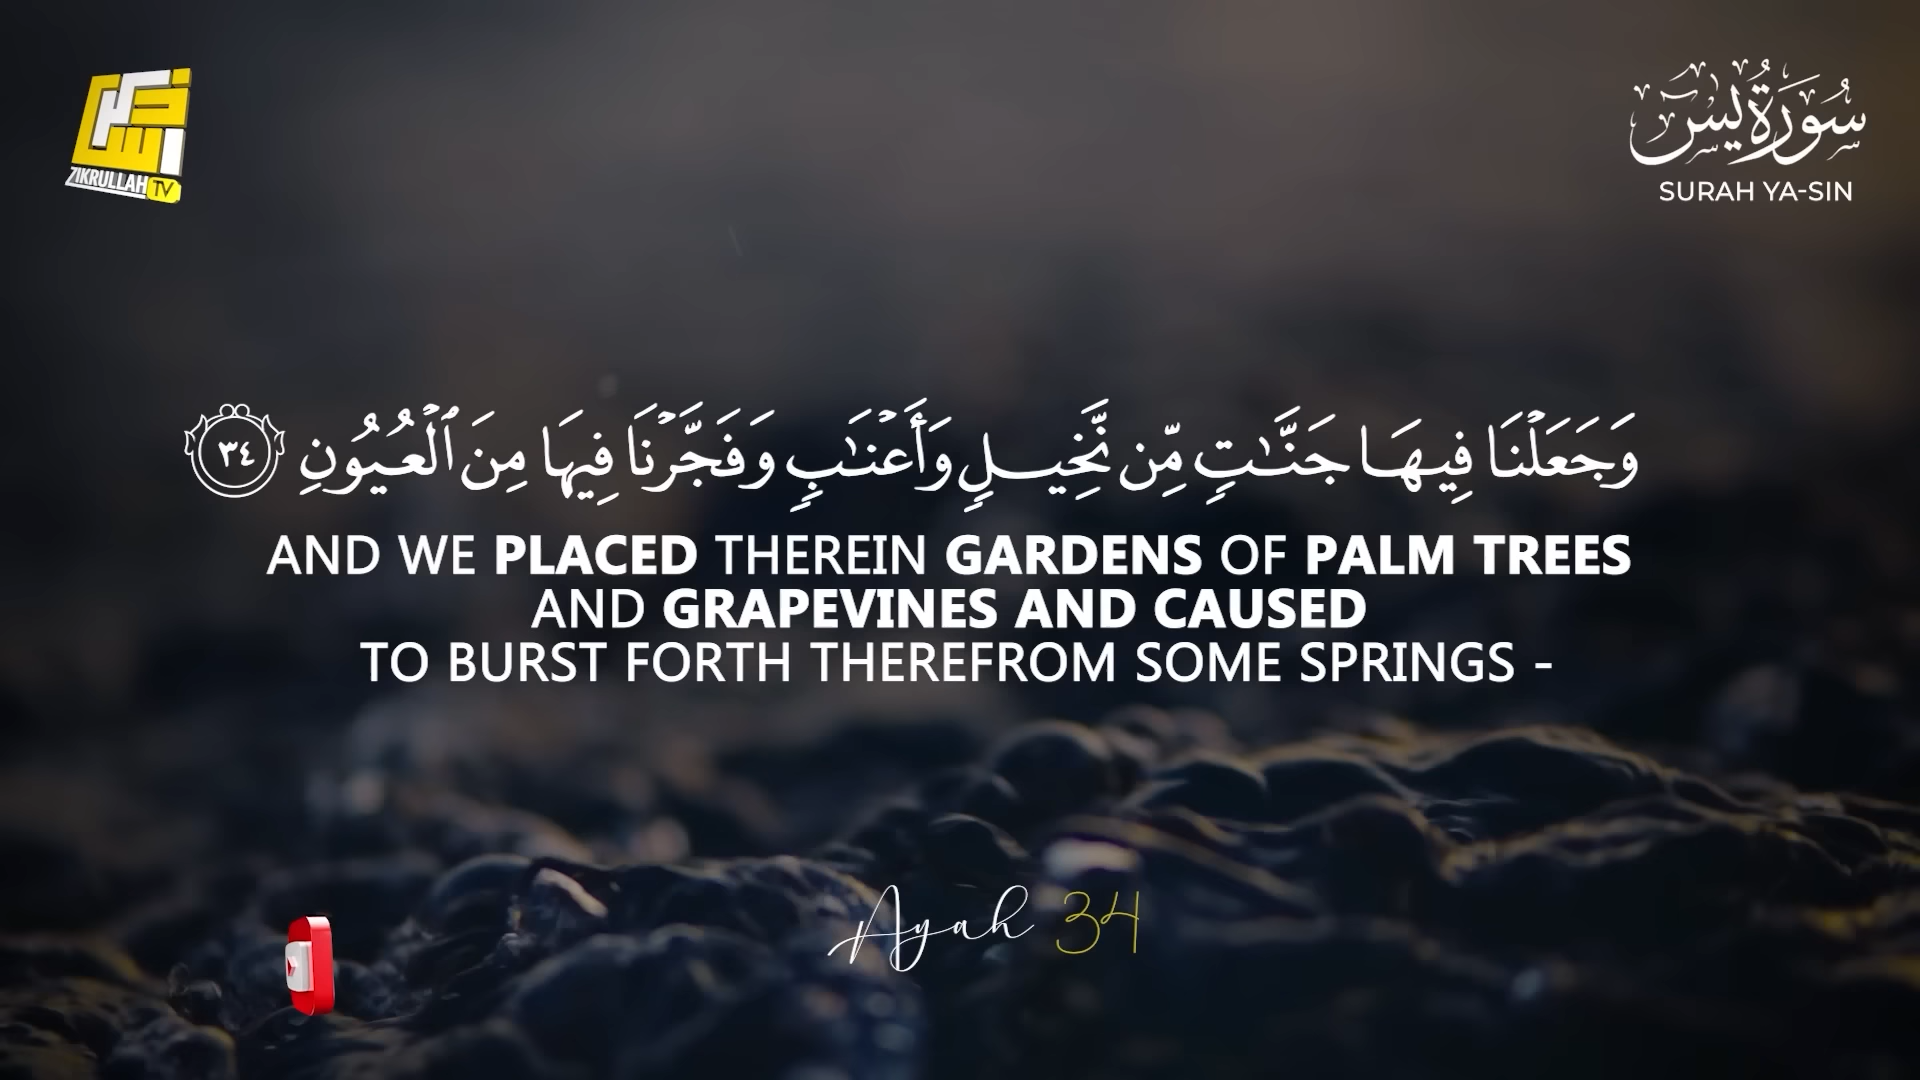 ZIKRULLAH TV
سُورَةُ يسٓ
SURAH YA-SIN
وَجَعَلْنَا فِيهَا جَنَّـٰتٍ مِّن نَّخِيلٍ وَأَعْنَـٰبٍ وَفَجَّرْنَا فِيهَا مِنَ ٱلْعُيُونِ ٣٤
AND WE PLACED THEREIN GARDENS OF PALM TREES
AND GRAPEVINES AND CAUSED
TO BURST FORTH THEREFROM SOME SPRINGS -
Ayah 34